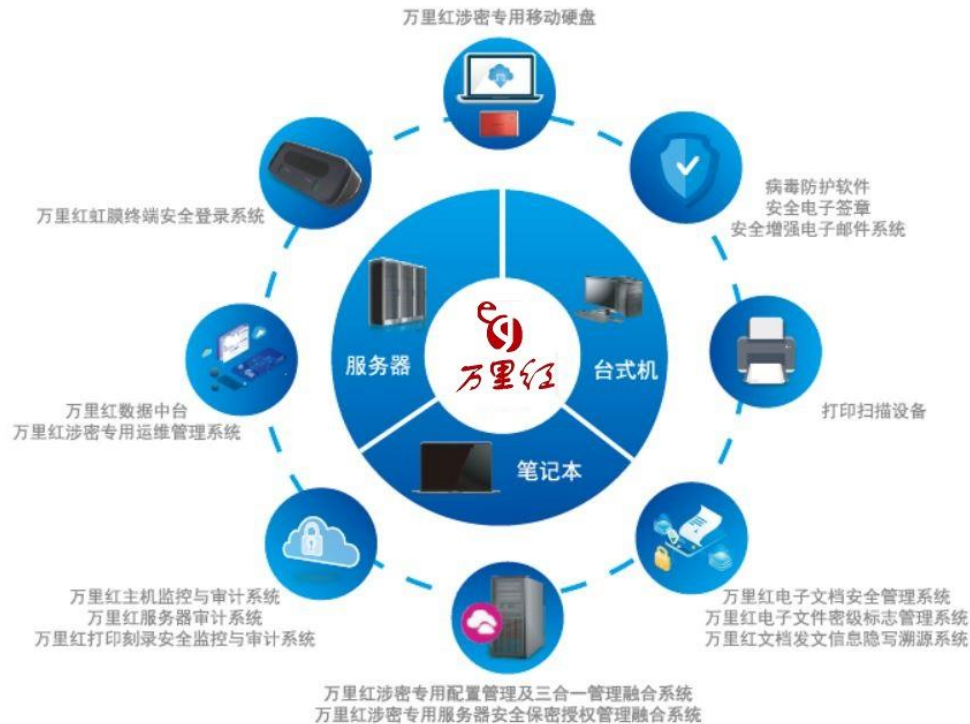 万里红涉密专用移动硬盘
病毒防护软件
安全电子签章
安全增强电子邮件系统
万里红虹膜终端安全登录系统
服务器
万里红
台式机
笔记本
万里红数据中台
万里红涉密专用运维管理系统
打印扫描设备
万里红主机监控与审计系统
万里红服务器审计系统
万里红打印刻录安全监控与审计系统
万里红电子文档安全管理系统
万里红电子文件密级标志管理系统
万里红文档发文信息隐写溯源系统
万里红涉密专用配置管理及三合一管理融合系统
万里红涉密专用服务器安全保密授权管理融合系统